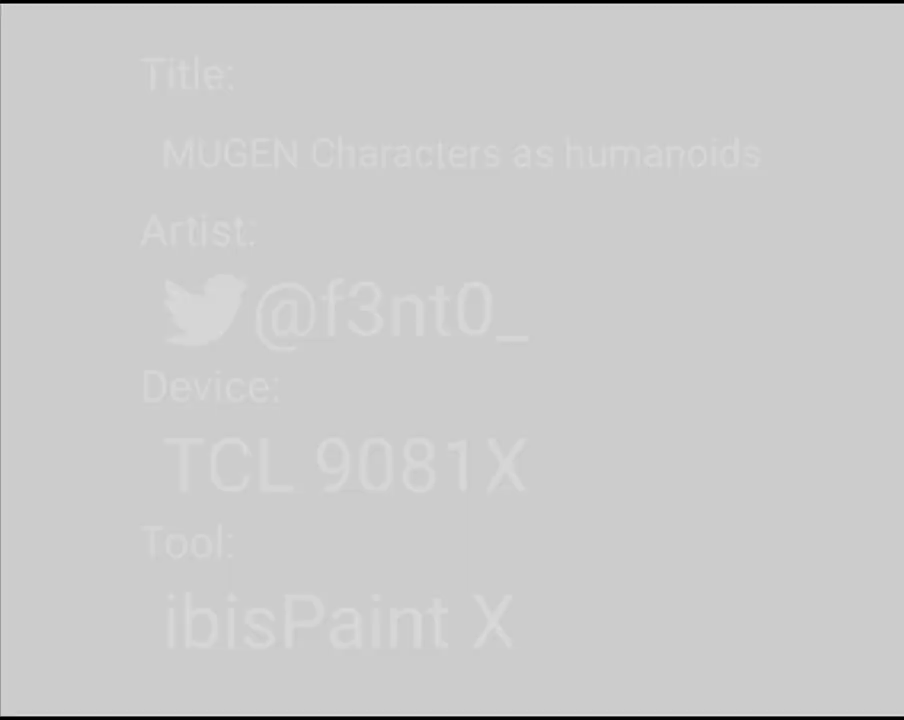 Title:
MUGEN Characters as humanoids
Artist:
@f3nt0_
Device:
TCL 9081X
Tool:
ibisPaint X